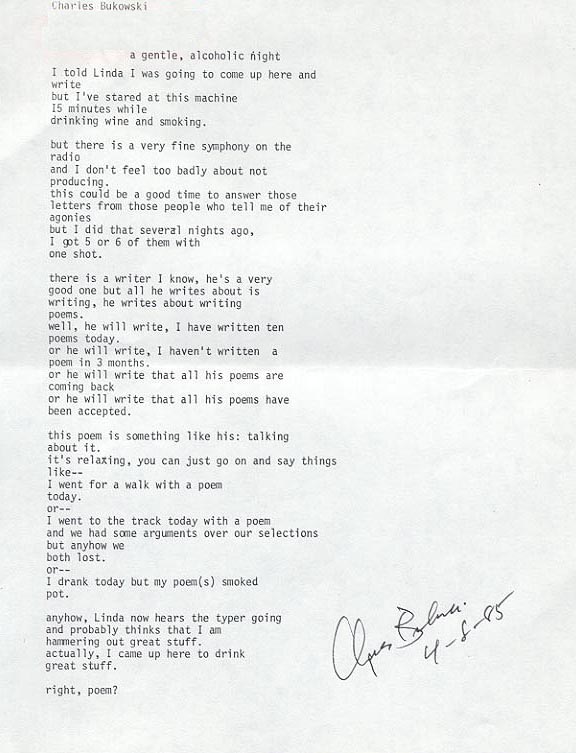 Charles Bukowski
a gentle, alcoholic night
I told Linda I was going to come up here and
write
but I've stared at this machine
15 minutes while
drinking wine and smoking.
but there is a very fine symphony on the
radio
and I don't feel too badly about not
producing.
this could be a good time to answer those
letters from those people who tell me of their
agonies
but I did that several nights ago,
I got 5 or 6 of them with
one shot.
there is a writer I know, he's a very
good one but all he writes about is
writing, he writes about writing
poems.
well, he will write, I have written ten
poems today.
or he will write, I haven't written a
poem in 3 months.
or he will write that all his poems are
coming back
or he will write that all his poems have
been accepted.
this poem is something like his: talking
about it.
it's relaxing, you can just go on and say things
like--
I went for a walk with a poem
today.
or--
I went to the track today with a poem
and we had some arguments over our selections
but anyhow we
both lost.
or--
I drank today but my poem(s) smoked
pot.
anyhow, Linda now hears the typer going
and probably thinks that I am
hammering out great stuff.
actually, I came up here to drink
great stuff.
right, poem?
Charles Bukowski
4-8-85